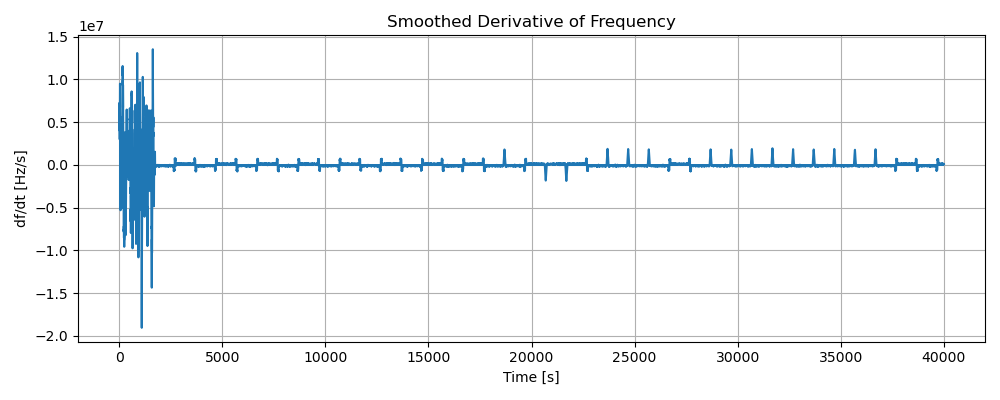 Smoothed Derivative of Frequency
1e7
1.5
1.0
0.5
0.0
−0.5
−1.0
−1.5
−2.0
df/dt [Hz/s]
0 5000 10000 15000 20000 25000 30000 35000 40000
Time [s]